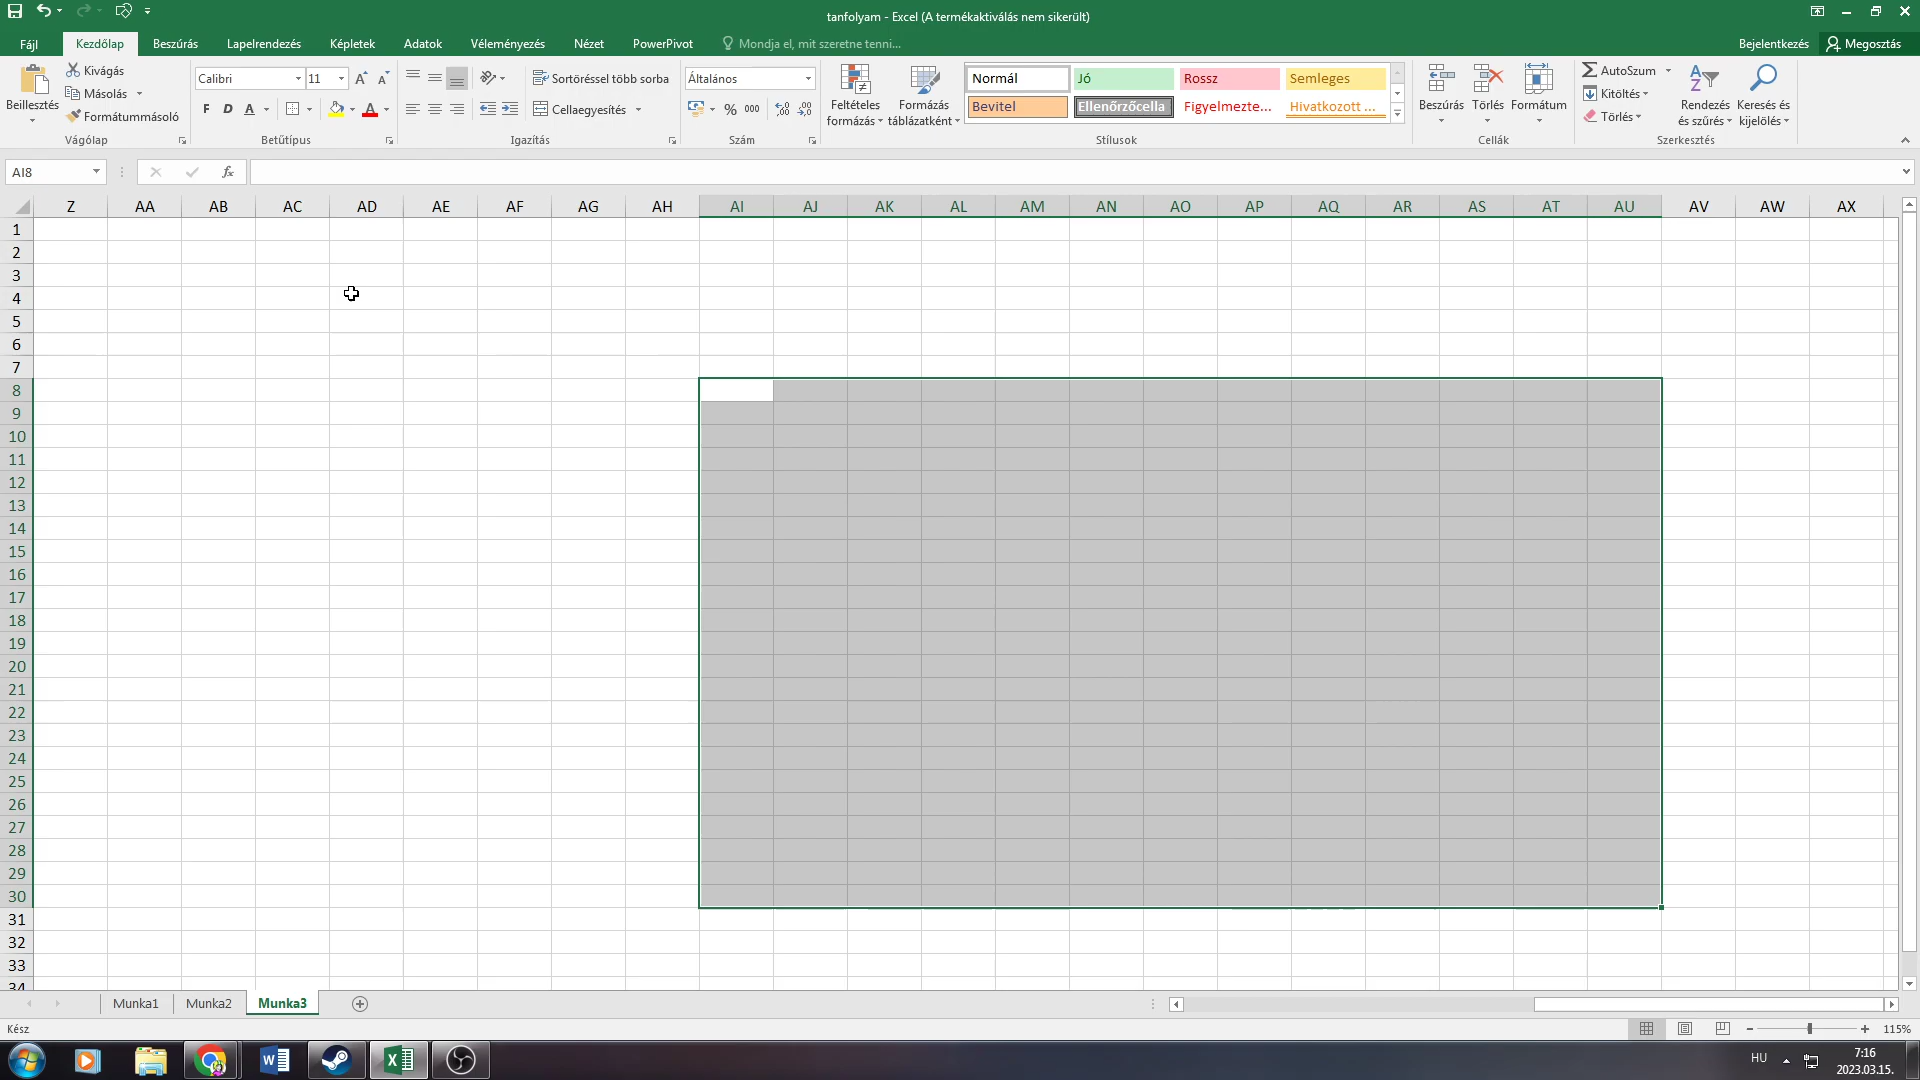 tanfolyam - Excel (A termékaktiválás nem sikerült)
Fájl Kezdőlap Beszúrás Lapelrendezés Képletek Adatok Véleményezés Nézet PowerPivot Mondja el, mit szeretne tenni... Bejelentkezés Megosztás
Beillesztés
Kivágás
Másolás
Formátummásoló
Vágólap
Calibri 11
F D A A
Betűtípus
Sortöréssel több sorba
Cellaegyesítés
Igazítás
Általános
% 000
Szám
Feltételes formázás
Formázás táblázatként
Normál Jó Rossz Semleges
Bevitel Ellenőrzőcella Figyelmezte... Hivatkozott ...
Stílusok
Beszúrás Törlés Formátum
Cellák
AutoSzum
Kitöltés
Törlés
Rendezés és szűrés
Keresés és kijelölés
Szerkesztés
AI8 fx
Z AA AB AC AD AE AF AG AH AI AJ AK AL AM AN AO AP AQ AR AS AT AU AV AW AX
1
2
3
4
5
6
7
8
9
10
11
12
13
14
15
16
17
18
19
20
21
22
23
24
25
26
27
28
29
30
31
32
33
34
Munka1 Munka2 Munka3
Kész
115%
HU
7:16
2023.03.15.